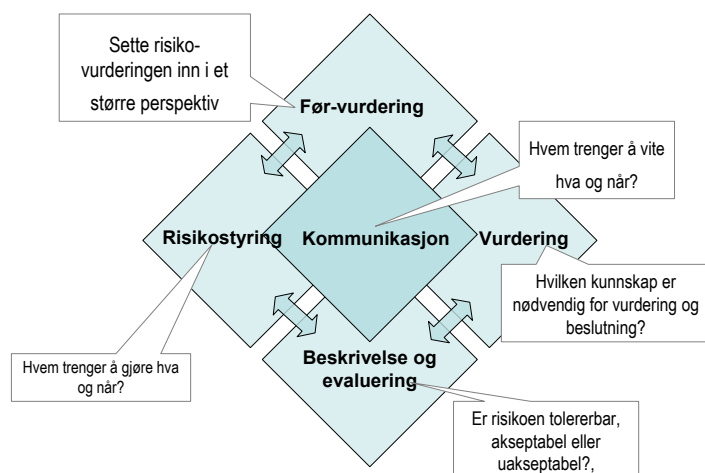 Sette risiko-
vurderingen inn i et
større perspektiv
Før-vurdering
Hvem trenger å vite
hva og når?
Risikostyring
Kommunikasjon
Vurdering
Hvilken kunnskap er
nødvendig for vurdering og
beslutning?
Hvem trenger å gjøre hva
og når?
Beskrivelse og
evaluering
Er risikoen tolererbar,
akseptabel eller
uakseptabel?,